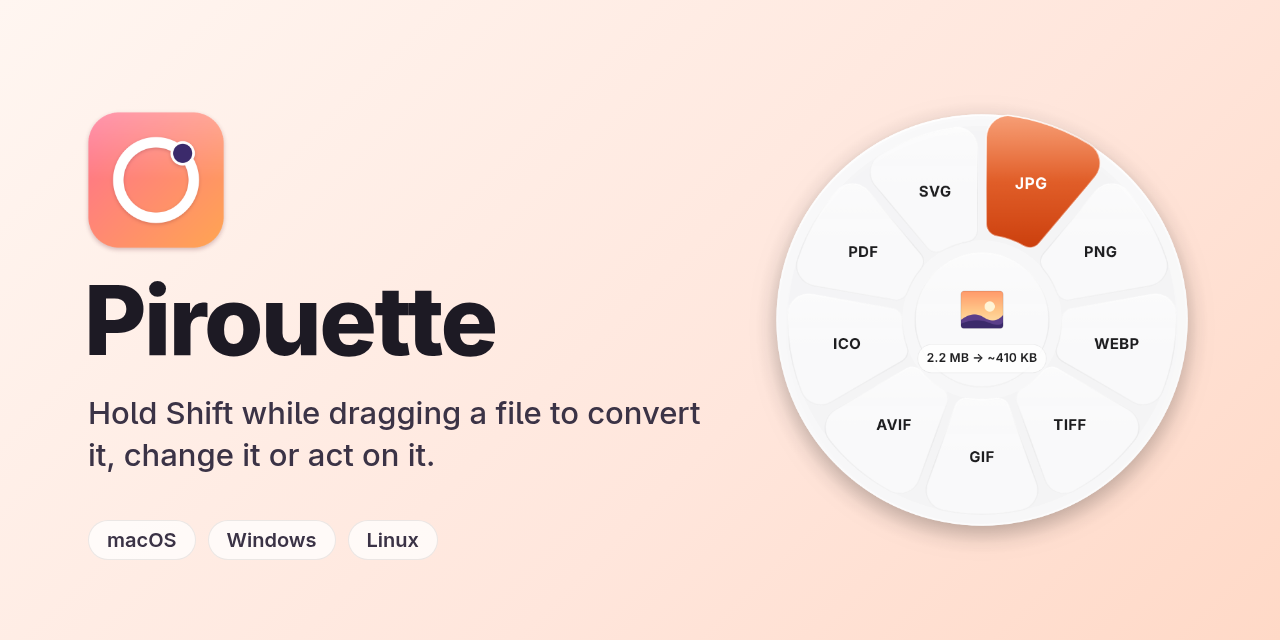 Pirouette
Hold Shift while dragging a file to convert
it, change it or act on it.
macOS
Windows
Linux
JPG
PNG
WEBP
TIFF
GIF
AVIF
ICO
PDF
SVG
2.2 MB → ~410 KB